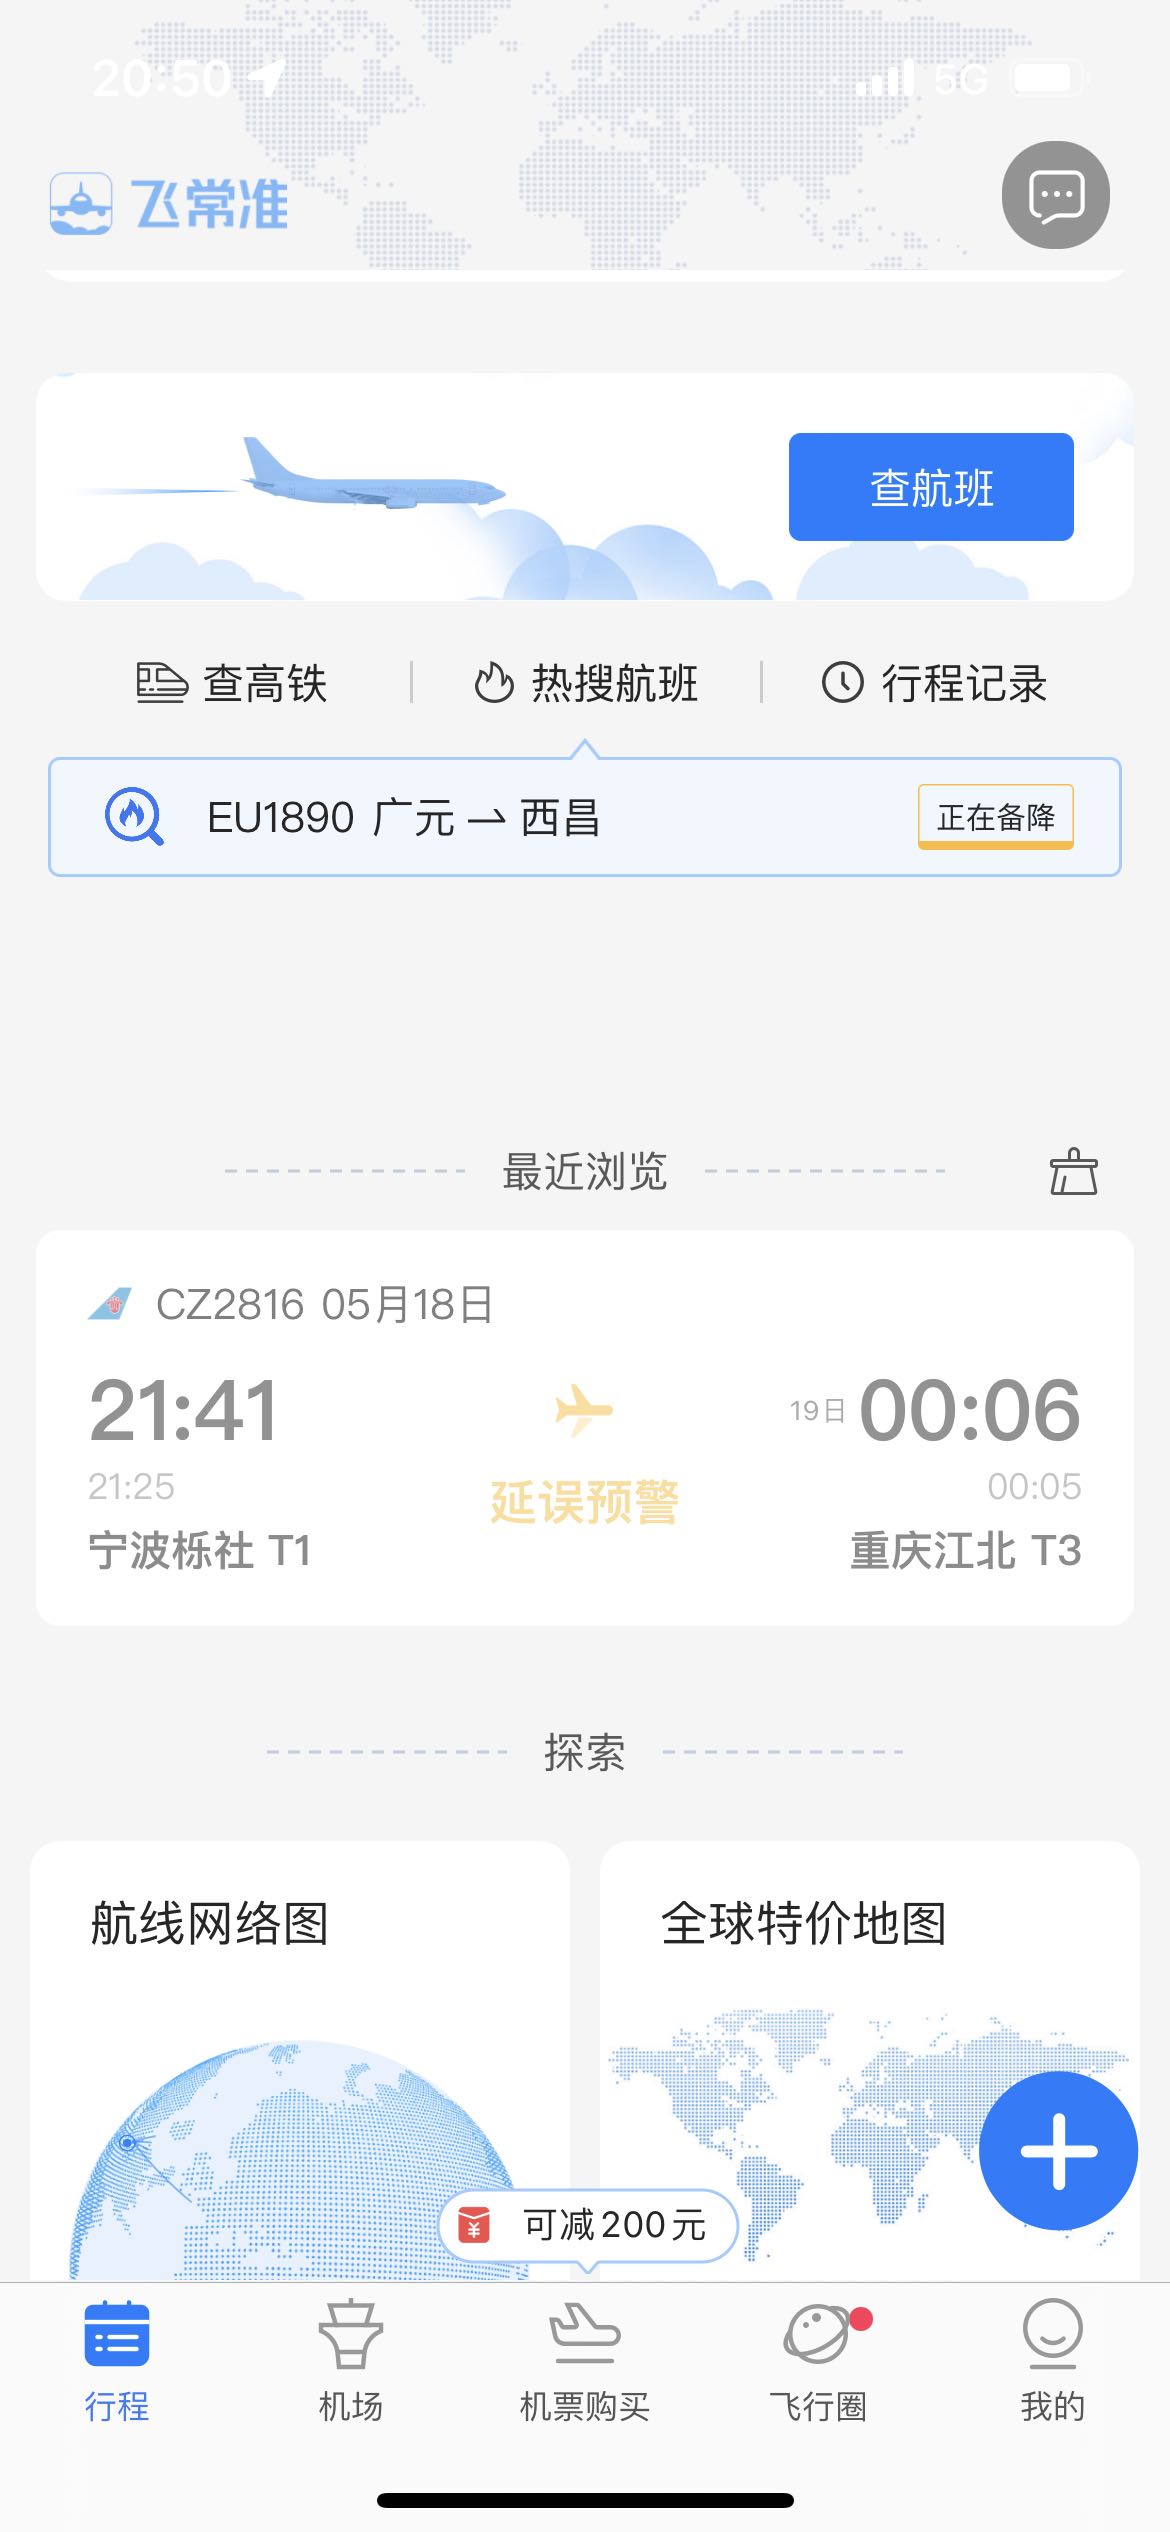 20:50
5G
飞常准
查航班
查高铁
热搜航班
行程记录
EU1890 广元 → 西昌
正在备降
最近浏览
CZ2816 05月18日
21:41
19日 00:06
21:25
00:05
延误预警
宁波栎社 T1
重庆江北 T3
探索
航线网络图
全球特价地图
¥ 可减200元
行程
机场
机票购买
飞行圈
我的